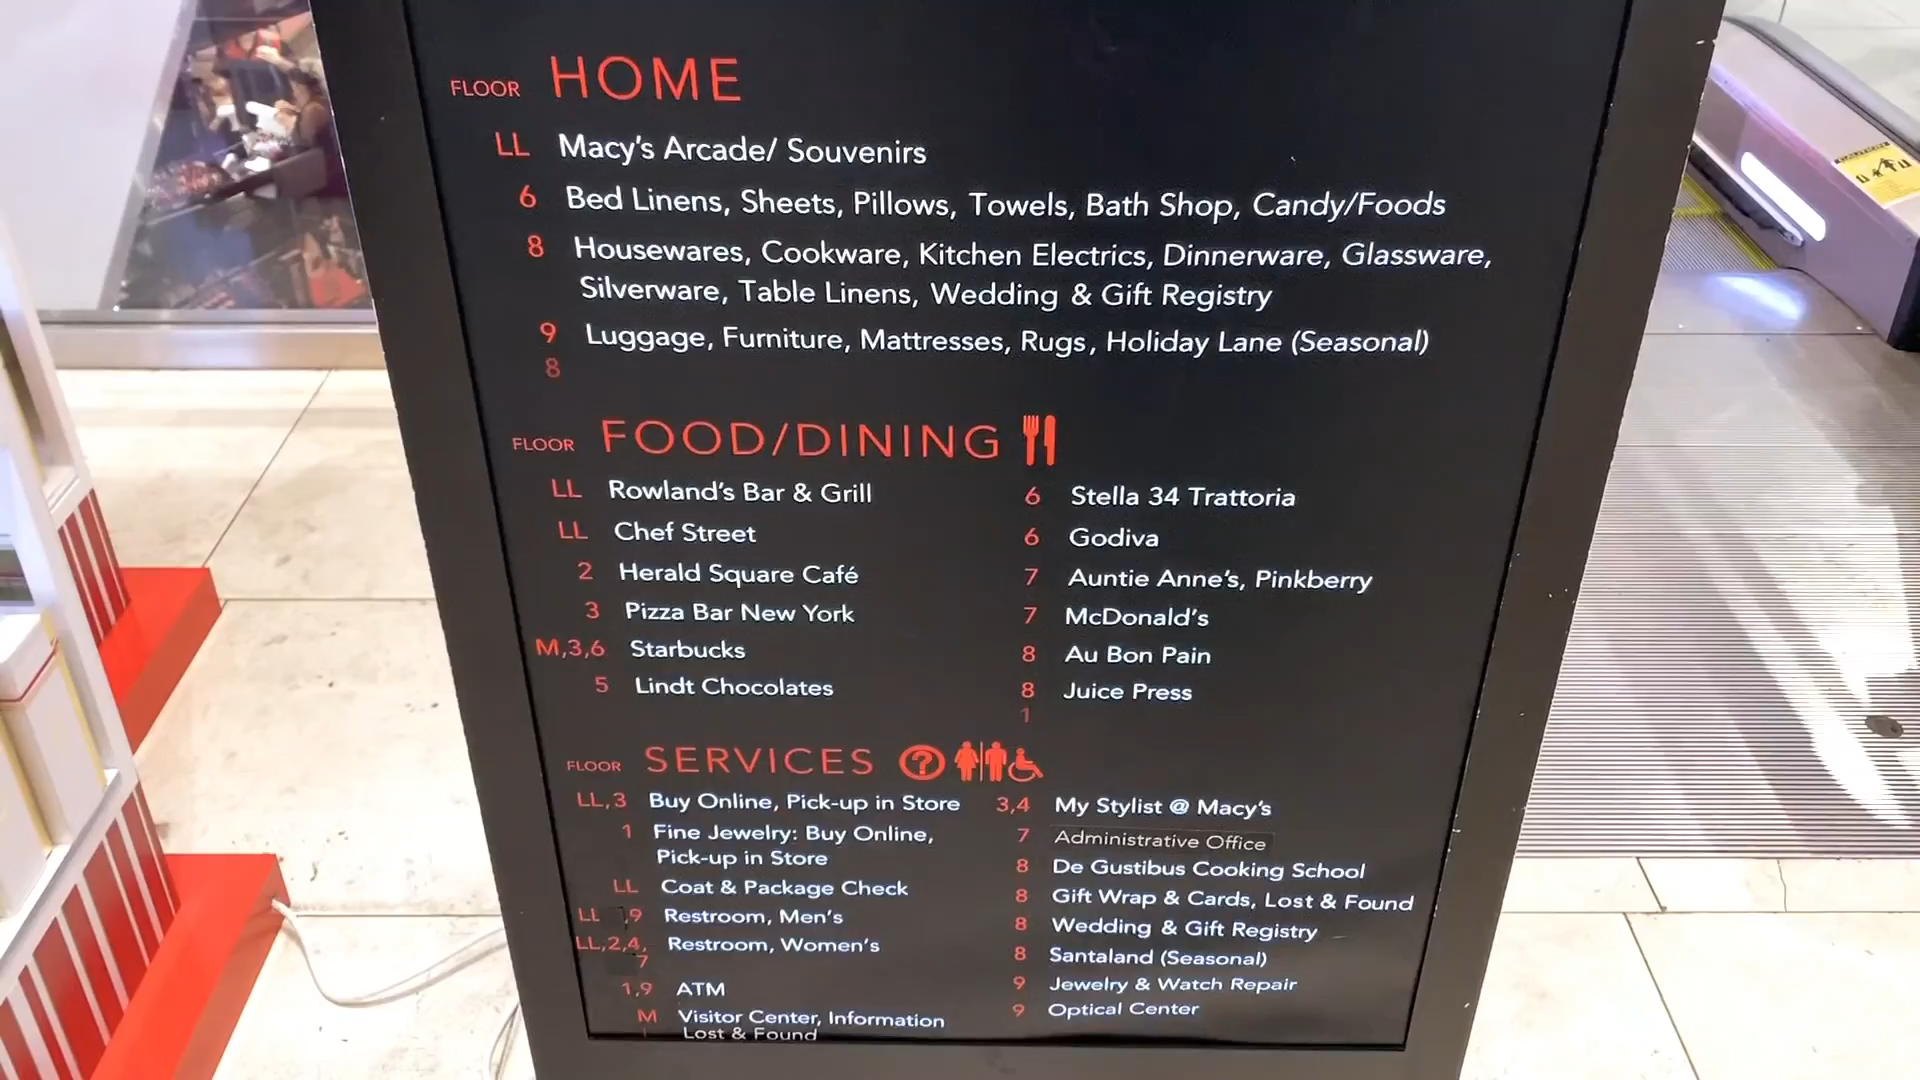 FLOOR HOME
LL Macy's Arcade/ Souvenirs
6 Bed Linens, Sheets, Pillows, Towels, Bath Shop, Candy/Foods
8 Housewares, Cookware, Kitchen Electrics, Dinnerware, Glassware,
Silverware, Table Linens, Wedding & Gift Registry
9 Luggage, Furniture, Mattresses, Rugs, Holiday Lane (Seasonal)
8
FLOOR FOOD/DINING
LL Rowland's Bar & Grill
LL Chef Street
2 Herald Square Café
3 Pizza Bar New York
M,3,6 Starbucks
5 Lindt Chocolates
6 Stella 34 Trattoria
6 Godiva
7 Auntie Anne's, Pinkberry
7 McDonald's
8 Au Bon Pain
8 Juice Press
1
FLOOR SERVICES ?
LL,3 Buy Online, Pick-up in Store
1 Fine Jewelry: Buy Online,
Pick-up in Store
LL Coat & Package Check
LL ,9 Restroom, Men's
LL,2,4, Restroom, Women's
7
1,9 ATM
M Visitor Center, Information
Lost & Found
3,4 My Stylist @ Macy's
7 Administrative Office
8 De Gustibus Cooking School
8 Gift Wrap & Cards, Lost & Found
8 Wedding & Gift Registry
8 Santaland (Seasonal)
9 Jewelry & Watch Repair
9 Optical Center
CAUTION